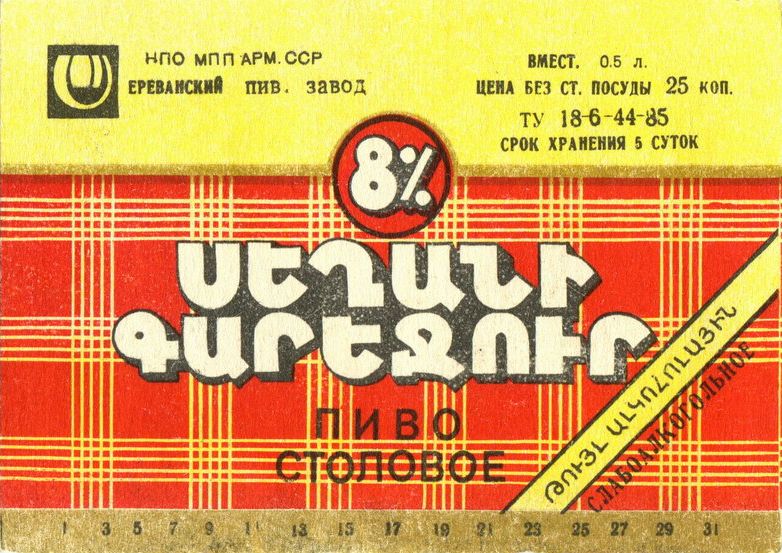 НПО МПП АРМ. ССР
ЕРЕВАНСКИЙ ПИВ. ЗАВОД
ВМЕСТ. 0.5 л.
ЦЕНА БЕЗ СТ. ПОСУДЫ 25 КОП.
ТУ 18-6-44-85
СРОК ХРАНЕНИЯ 5 СУТОК
8%
ՍԵՂԱՆԻ
ԳԱՐԵՋՈՒՐ
ПИВО
СТОЛОВОЕ
ԹՈՒՅԼ ԱԼԿՈՀՈԼԱՅԻՆ
СЛАБОАЛКОГОЛЬНОЕ
1 3 5 7 9 11 13 15 17 19 21 23 25 27 29 31